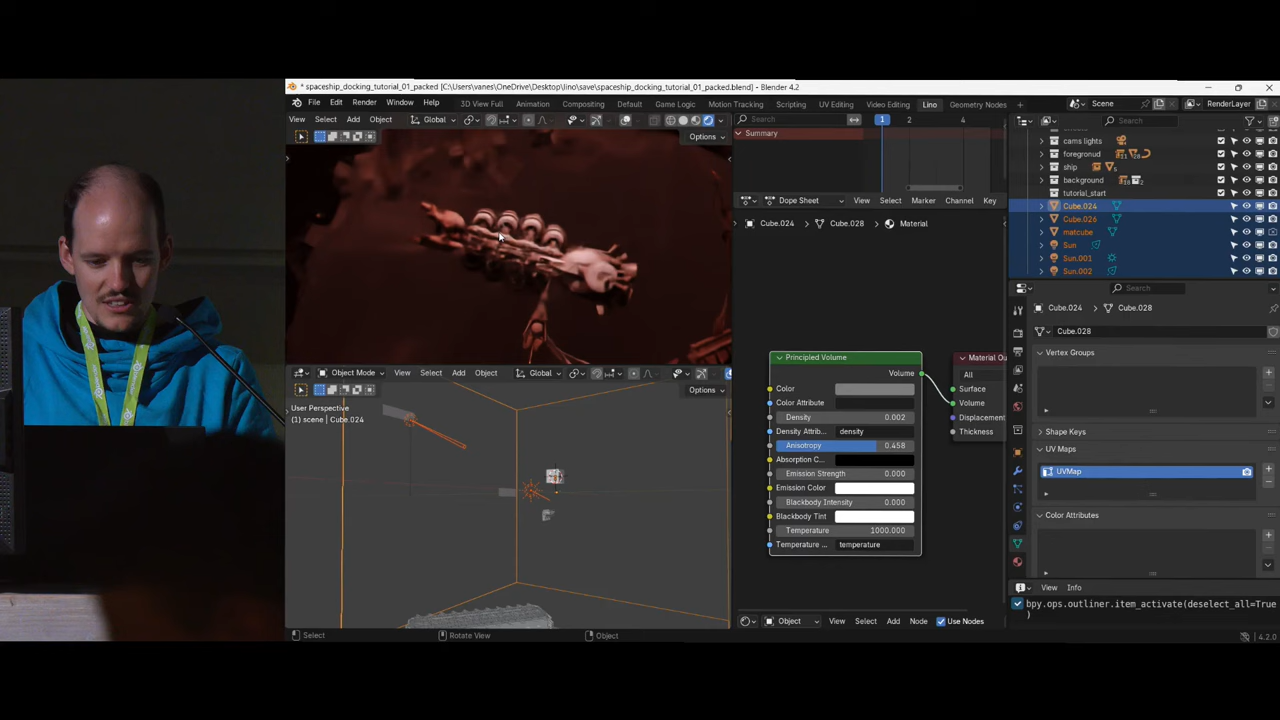 * spaceship_docking_tutorial_01_packed [C:\Users\vanes\OneDrive\Desktop\lino\save\spaceship_docking_tutorial_01_packed.blend] - Blender 4.2
File Edit Render Window Help
3D View Full Animation Compositing Default Game Logic Motion Tracking Scripting UV Editing Video Editing Lino Geometry Nodes
Scene
RenderLayer
View Select Add Object
Global
Options
Search
1 2 4
Summary
Dope Sheet View Select Marker Channel Key
Cube.024 Cube.028 Material
Principled Volume
Volume
Color
Color Attribute
Density 0.002
Density Attrib... density
Anisotropy 0.458
Absorption C...
Emission Strength 0.000
Emission Color
Blackbody Intensity 0.000
Blackbody Tint
Temperature 1000.000
Temperature ... temperature
Material Ou
All
Surface
Volume
Displacement
Thickness
Object View Select Add Node Use Nodes
Object Mode View Select Add Object Global
Options
User Perspective
(1) scene | Cube.024
Select
Rotate View
Object
Search
cams lights
foregronud
ship
background
tutorial_start
Cube.024
Cube.026
matcube
Sun
Sun.001
Sun.002
Search
Cube.024 Cube.028
Cube.028
Vertex Groups
Shape Keys
UV Maps
UVMap
Color Attributes
View Info
bpy.ops.outliner.item_activate(deselect_all=True
)
4.2.0